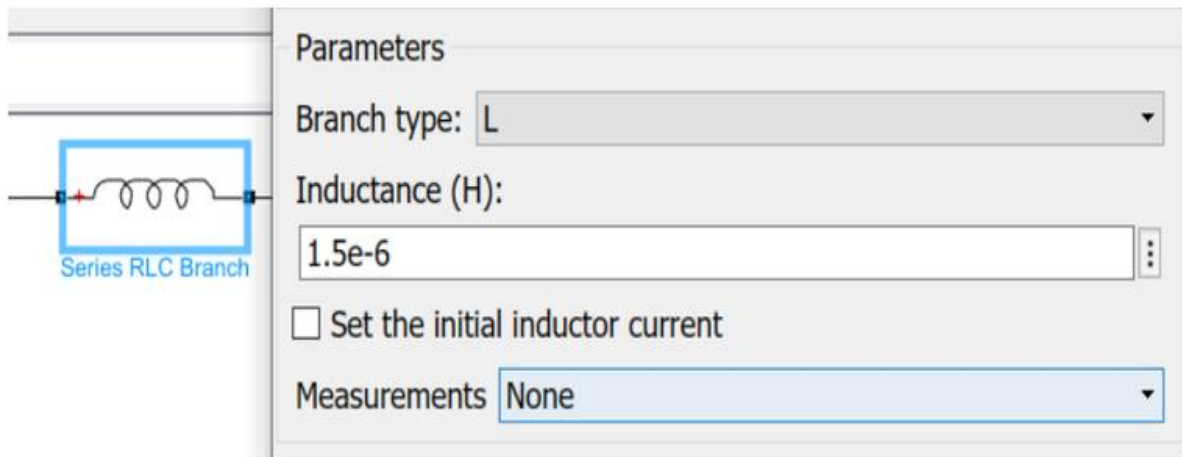 Parameters
Branch type: L
Inductance (H):
1.5e-6
Set the initial inductor current
Measurements None
Series RLC Branch